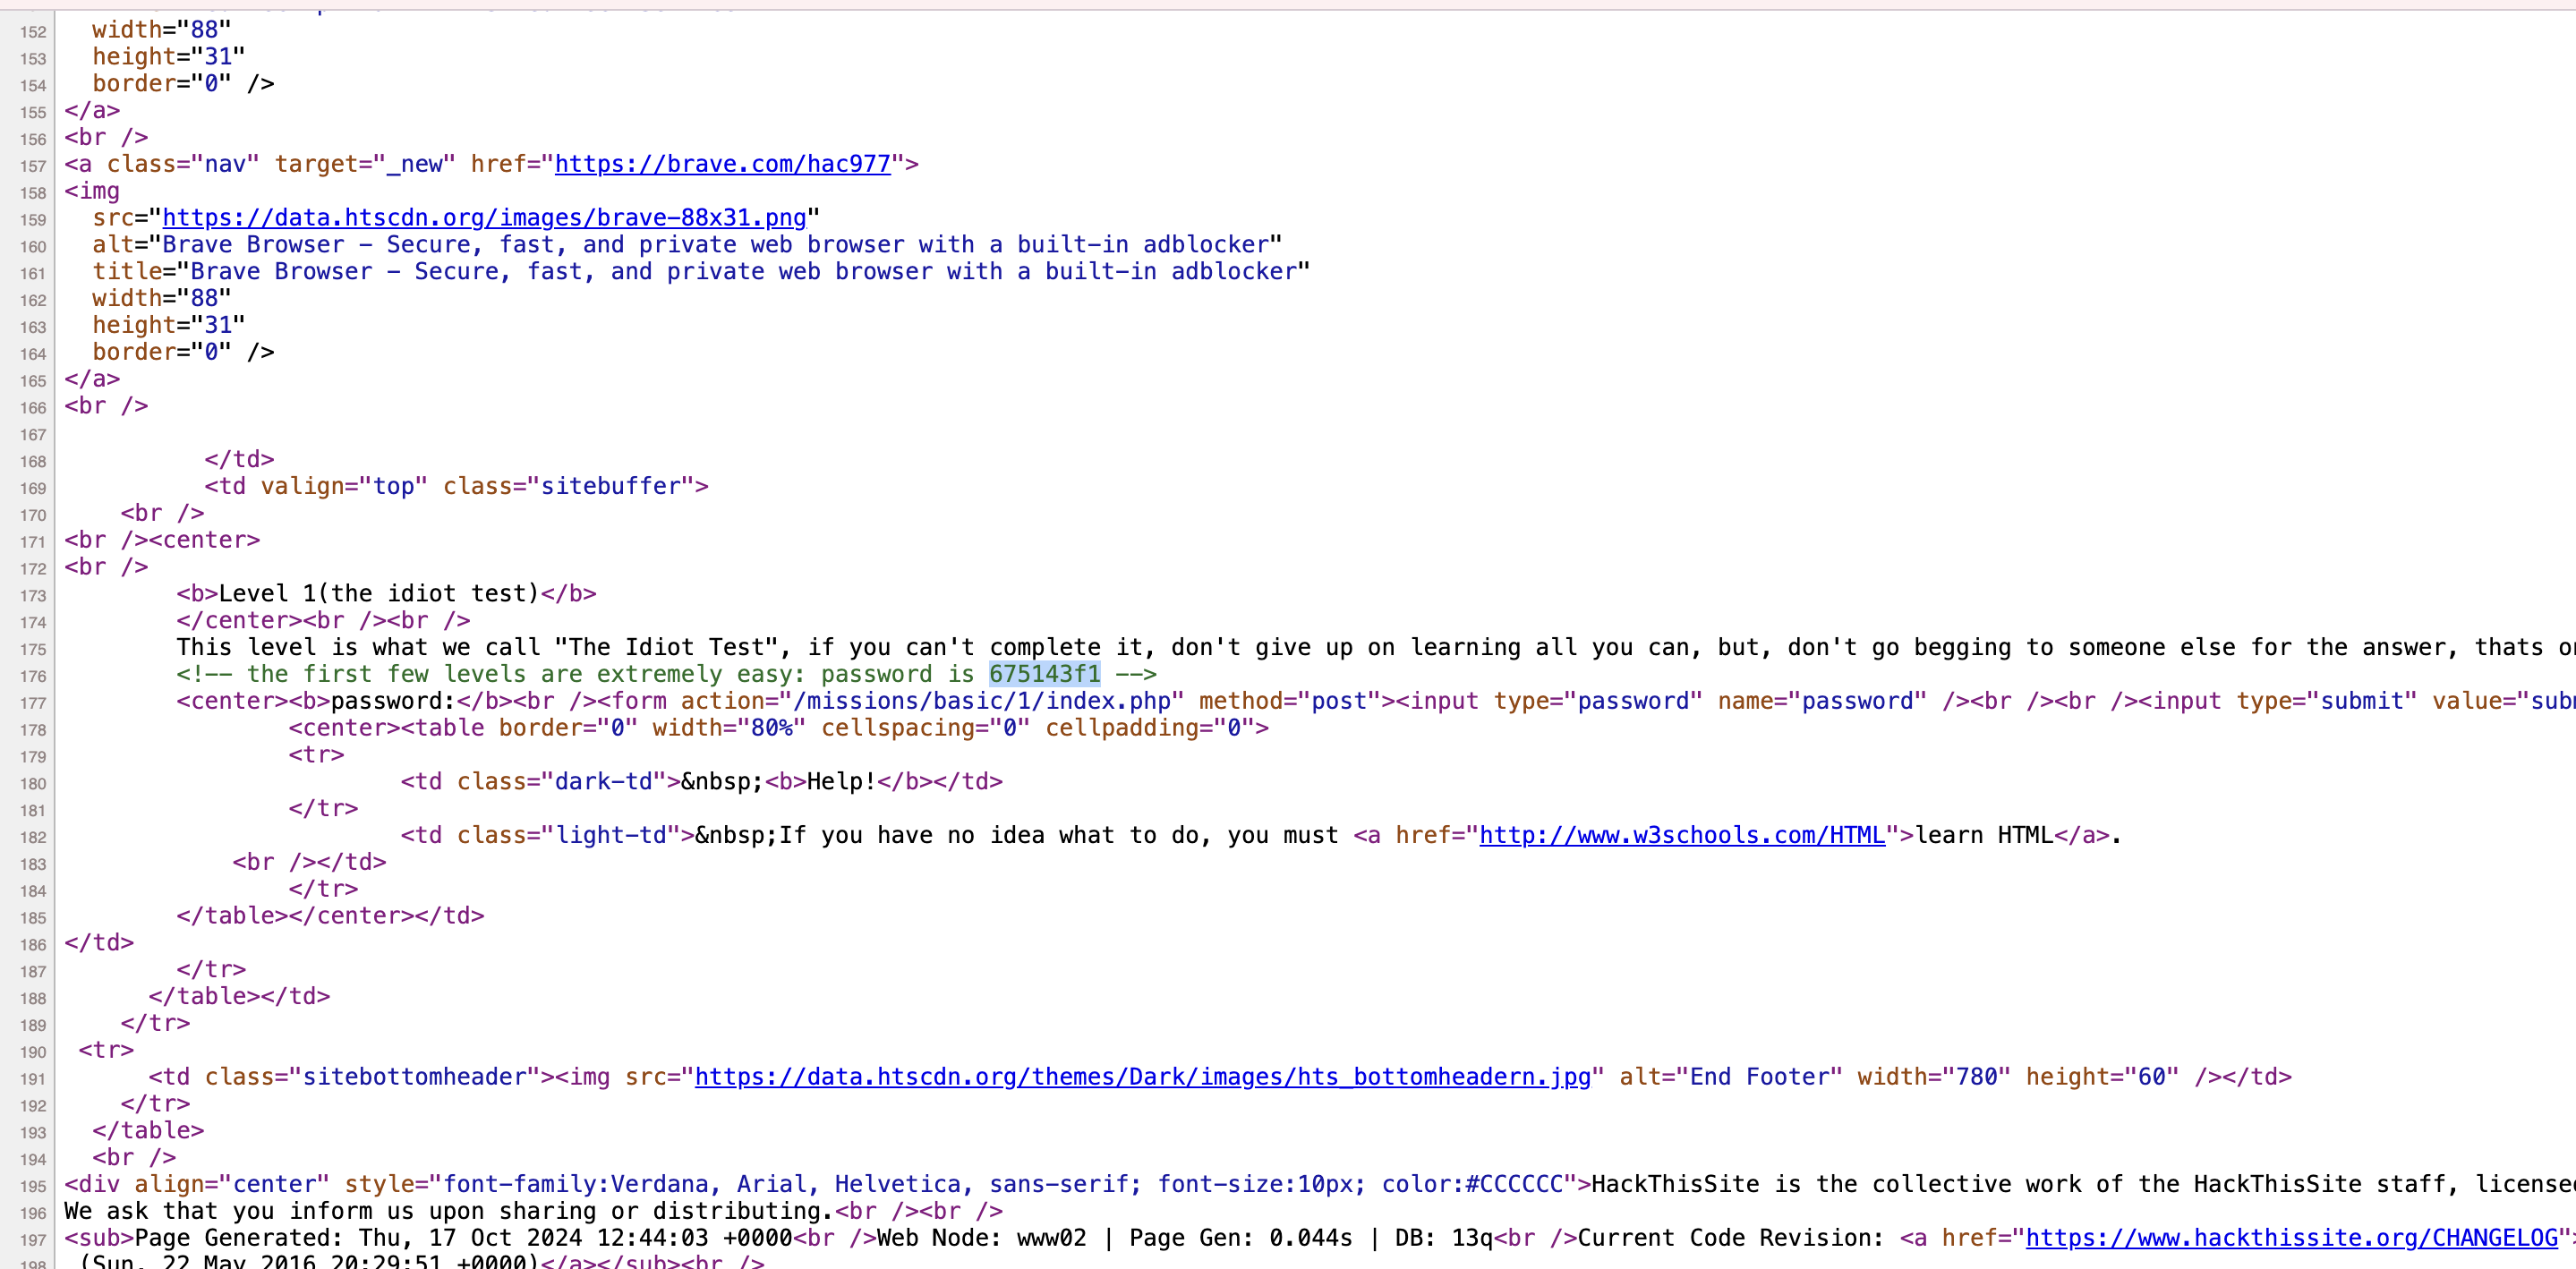 152 width="88"
153 height="31"
154 border="0" />
155 </a>
156 <br />
157 <a class="nav" target="_new" href="https://brave.com/hac977">
158 <img
159 src="https://data.htscdn.org/images/brave-88x31.png"
160 alt="Brave Browser – Secure, fast, and private web browser with a built-in adblocker"
161 title="Brave Browser – Secure, fast, and private web browser with a built-in adblocker"
162 width="88"
163 height="31"
164 border="0" />
165 </a>
166 <br />
167
168 </td>
169 <td valign="top" class="sitebuffer">
170 <br />
171 <br /><center>
172 <br />
173 <b>Level 1(the idiot test)</b>
174 </center><br /><br />
175 This level is what we call "The Idiot Test", if you can't complete it, don't give up on learning all you can, but, don't go begging to someone else for the answer, thats
176 <!-- the first few levels are extremely easy: password is 675143f1 -->
177 <center><b>password:</b><br /><form action="/missions/basic/1/index.php" method="post"><input type="password" name="password" /><br /><br /><input type="submit" value="sub
178 <center><table border="0" width="80%" cellspacing="0" cellpadding="0">
179 <tr>
180 <td class="dark-td">&nbsp;<b>Help!</b></td>
181 </tr>
182 <td class="light-td">&nbsp;If you have no idea what to do, you must <a href="http://www.w3schools.com/HTML">learn HTML</a>.
183 <br /></td>
184 </tr>
185 </table></center></td>
186 </td>
187 </tr>
188 </table></td>
189 </tr>
190 <tr>
191 <td class="sitebottomheader"><img src="https://data.htscdn.org/themes/Dark/images/hts_bottomheadern.jpg" alt="End Footer" width="780" height="60" /></td>
192 </tr>
193 </table>
194 <br />
195 <div align="center" style="font-family:Verdana, Arial, Helvetica, sans-serif; font-size:10px; color:#CCCCCC">HackThisSite is the collective work of the HackThisSite staff, license
196 We ask that you inform us upon sharing or distributing.<br /><br />
197 <sub>Page Generated: Thu, 17 Oct 2024 12:44:03 +0000<br />Web Node: www02 | Page Gen: 0.044s | DB: 13q<br />Current Code Revision: <a href="https://www.hackthissite.org/CHANGELOG">
198 (Sun, 22 May 2016 20:29:51 +0000)</a></sub><br />